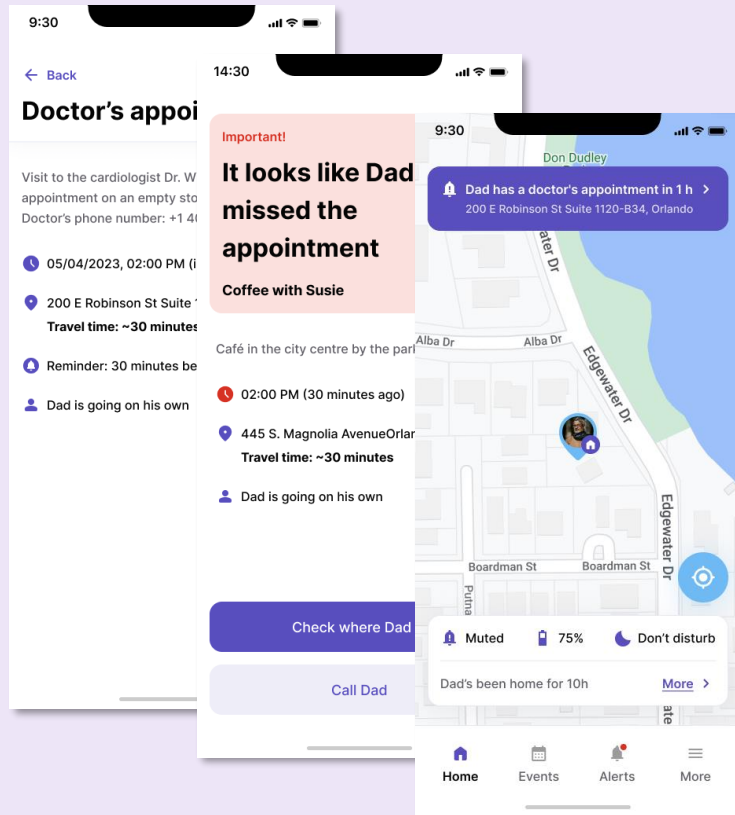 9:30
Back
Doctor's appoi
Visit to the cardiologist Dr. W
appointment on an empty sto
Doctor's phone number: +1 40
05/04/2023, 02:00 PM (i
200 E Robinson St Suite
Travel time: ~30 minutes
Reminder: 30 minutes be
Dad is going on his own
14:30
Important!
It looks like Dad
missed the
appointment
Coffee with Susie
Café in the city centre by the park
02:00 PM (30 minutes ago)
445 S. Magnolia AvenueOrlan
Travel time: ~30 minutes
Dad is going on his own
Check where Dad
Call Dad
9:30
Don Dudley
Dad has a doctor's appointment in 1 h
200 E Robinson St Suite 1120-B34, Orlando
ater Dr
Alba Dr
Alba Dr
Edgewater Dr
Edgewater Dr
Boardman St
Boardman St
Putna
Muted
75%
Don't disturb
Dad's been home for 10h
More
ate
Home
Events
Alerts
More